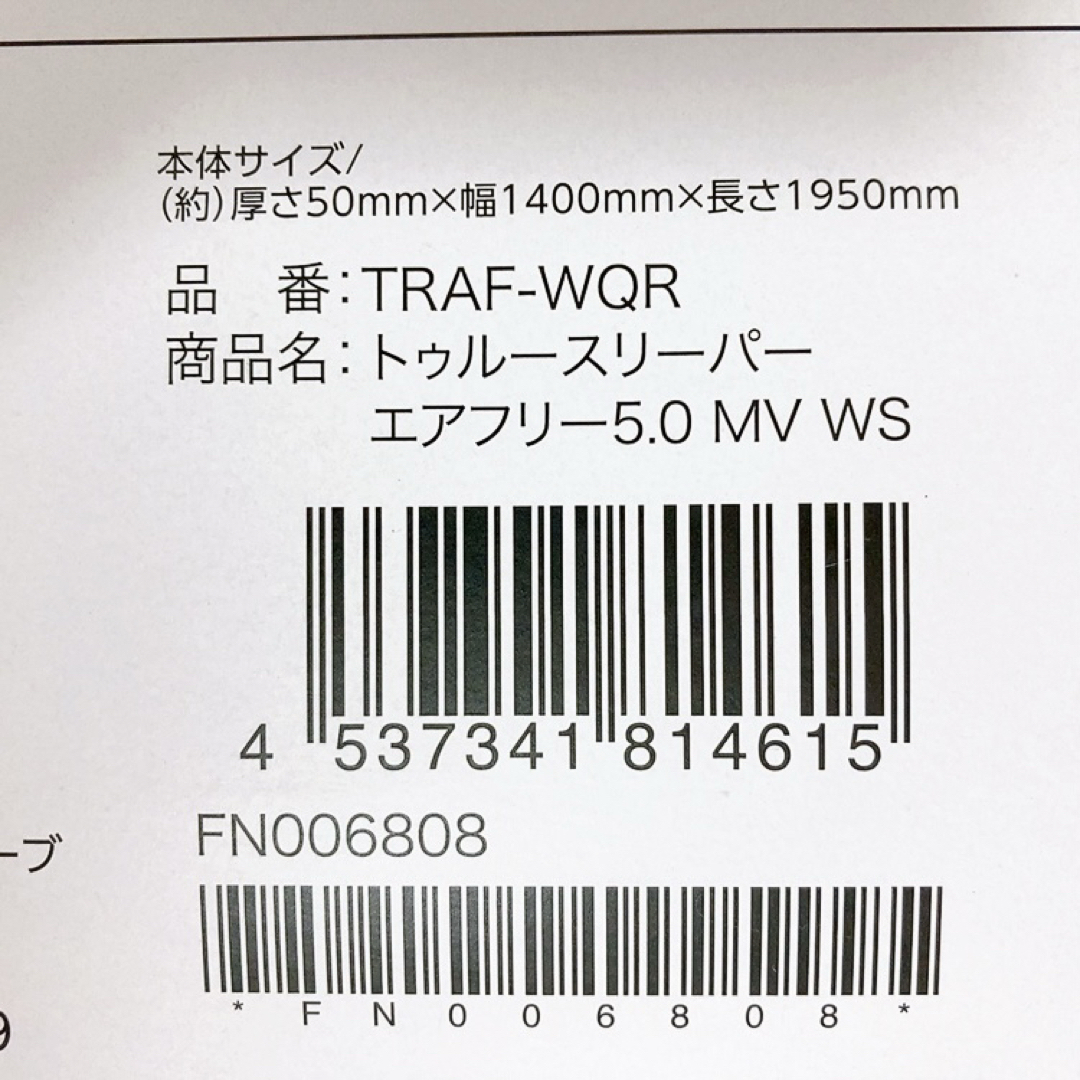 本体サイズ/
(約)厚さ50mm×幅1400mm×長さ1950mm
品　番:TRAF-WQR
商品名:トゥルースリーパー
エアフリー5.0 MV WS
4 537341 814615
FN006808
ーブ
*FN006808*
9